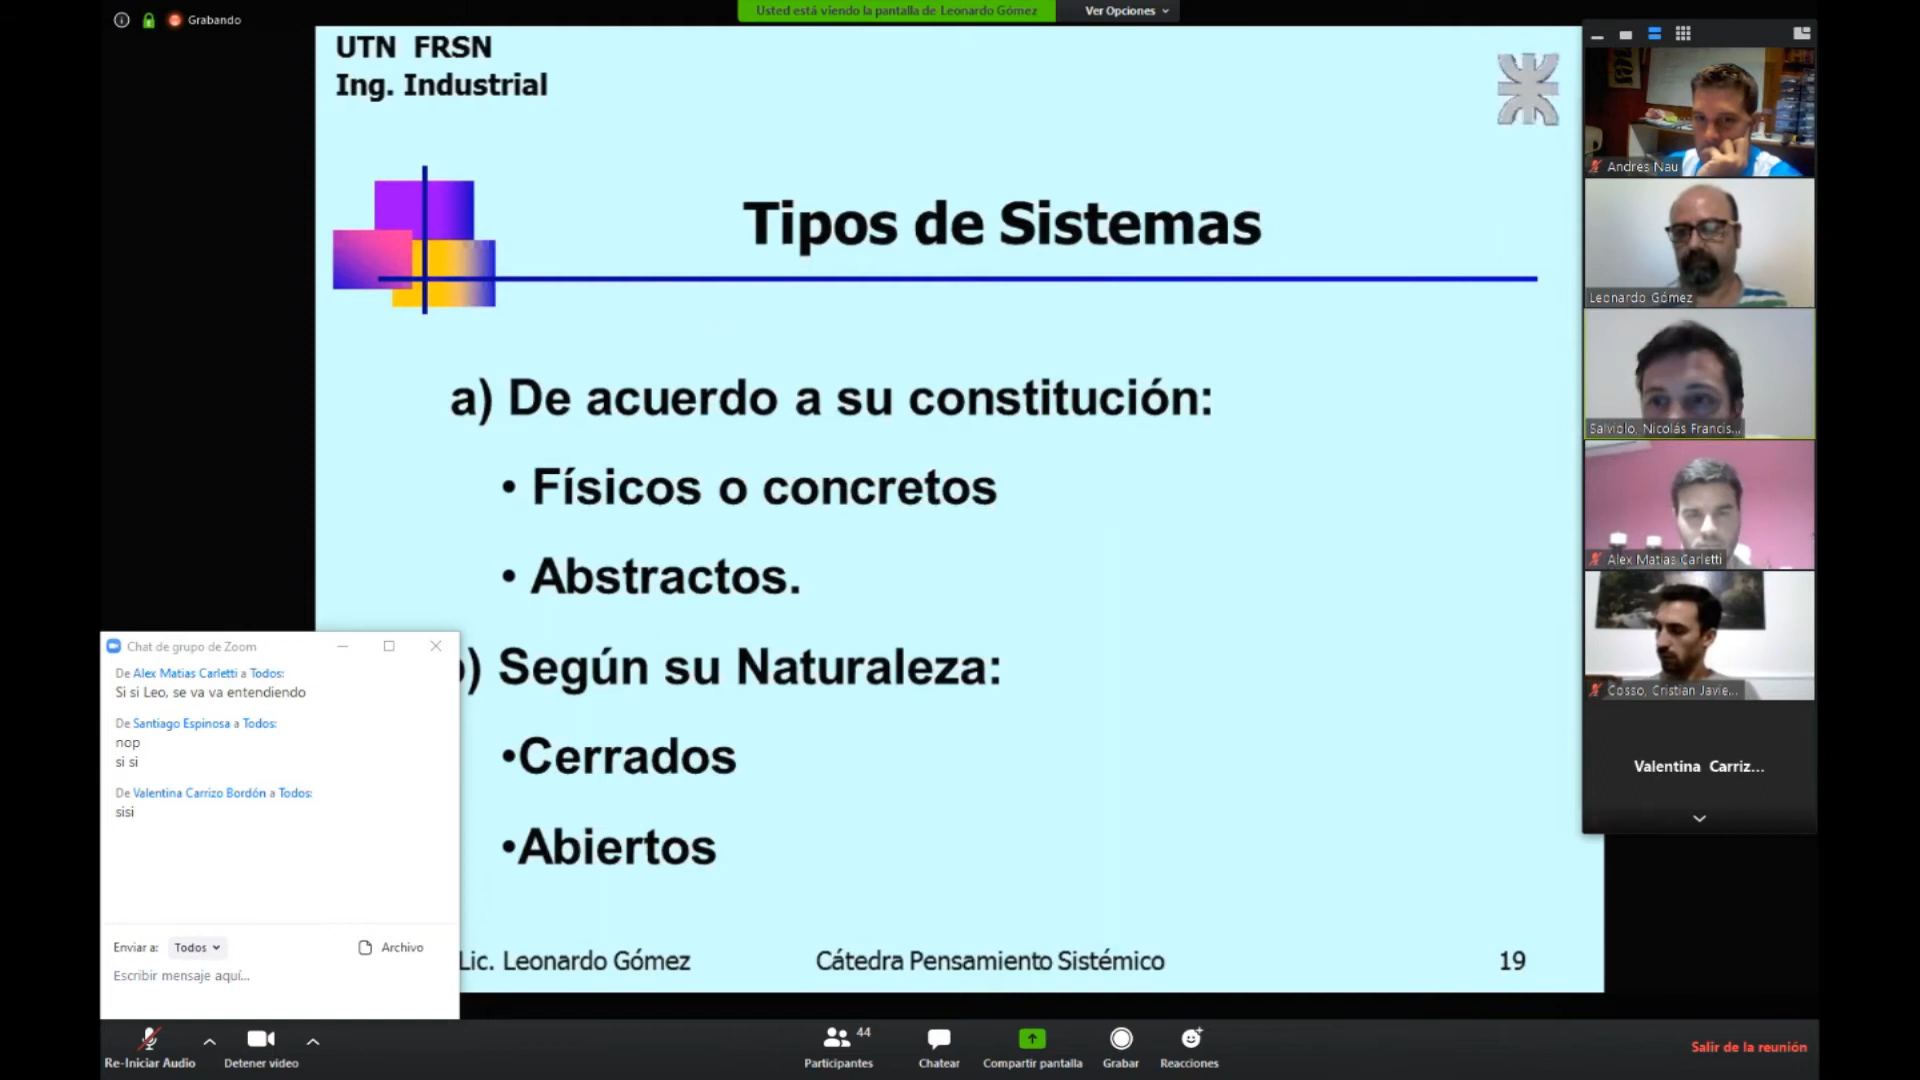 Grabando
Usted está viendo la pantalla de Leonardo Gómez
Ver Opciones
UTN FRSN
Ing. Industrial
Tipos de Sistemas
a) De acuerdo a su constitución:
• Físicos o concretos
• Abstractos.
) Según su Naturaleza:
•Cerrados
•Abiertos
Lic. Leonardo Gómez
Cátedra Pensamiento Sistémico
19
Chat de grupo de Zoom
De Alex Matias Carletti a Todos:
Si si Leo, se va va entendiendo
De Santiago Espinosa a Todos:
nop
si si
De Valentina Carrizo Bordón a Todos:
sisi
Enviar a: Todos
Archivo
Escribir mensaje aquí...
Andres Nau
Leonardo Gómez
Salviolo, Nicolás Francis...
Alex Matias Carletti
Cosso, Cristian Javie...
Valentina Carriz...
Re-Iniciar Audio
Detener video
44
Participantes
Chatear
Compartir pantalla
Grabar
Reacciones
Salir de la reunión